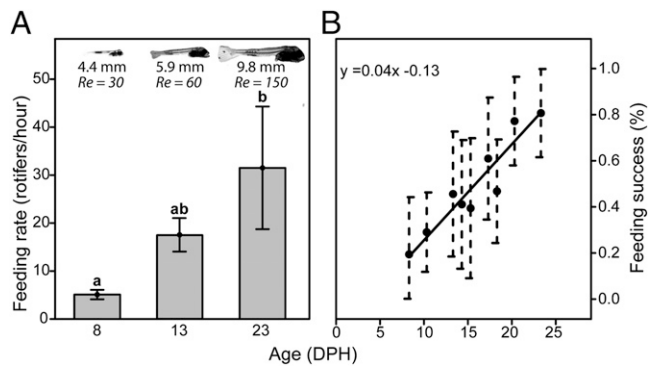 A
B
4.4 mm 5.9 mm 9.8 mm
Re = 30 Re = 60 Re = 150
Feeding rate (rotifers/hour)
50
40
30
20
10
0
a
ab
b
8 13 23
y =0.04x -0.13
1.0
0.8
0.6
0.4
0.2
0.0
Feeding success (%)
0 5 10 15 20 25
Age (DPH)